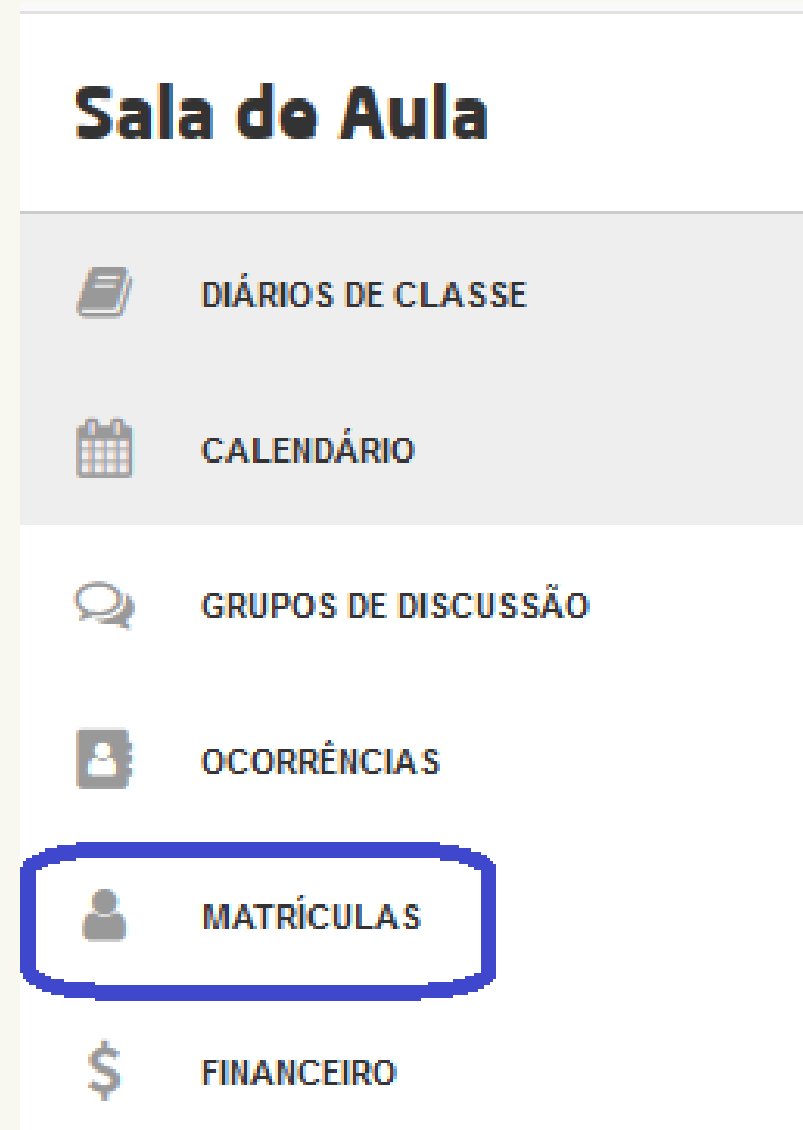 Sala de Aula
DIÁRIOS DE CLASSE
CALENDÁRIO
GRUPOS DE DISCUSSÃO
OCORRÊNCIAS
MATRÍCULAS
FINANCEIRO